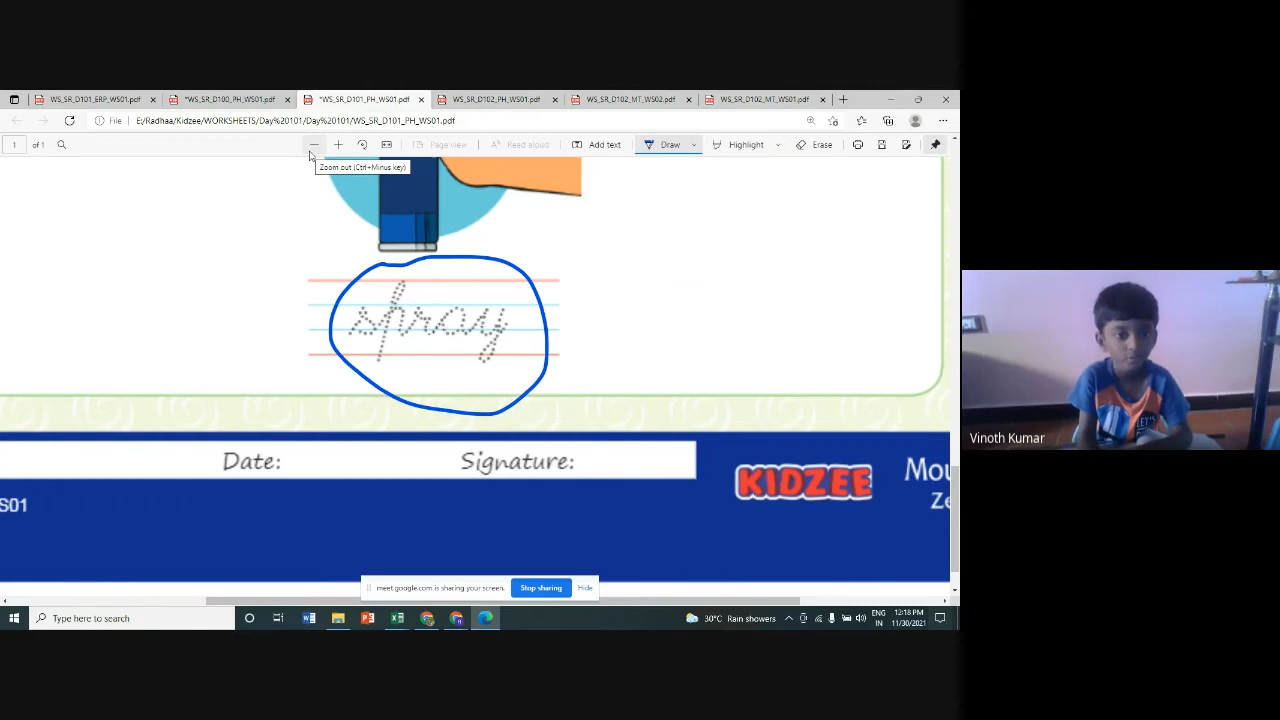 WS_SR_D101_ERP_WS01.pdf
*WS_SR_D100_PH_WS01.pdf
*WS_SR_D101_PH_WS01.pdf
WS_SR_D102_PH_WS01.pdf
WS_SR_D102_MT_WS02.pdf
WS_SR_D102_MT_WS01.pdf
File
E:/Radhaa/Kidzee/WORKSHEETS/Day%20101/Day%20101/WS_SR_D101_PH_WS01.pdf
1 of 1
Page view
Read aloud
Add text
Draw
Highlight
Erase
Zoom out (Ctrl+Minus key)
spray
Vinoth Kumar
Date:
Signature:
KIDZEE
Mou
Ze
S01
meet.google.com is sharing your screen.
Stop sharing
Hide
Type here to search
30°C Rain showers
ENG
IN
12:18 PM
11/30/2021